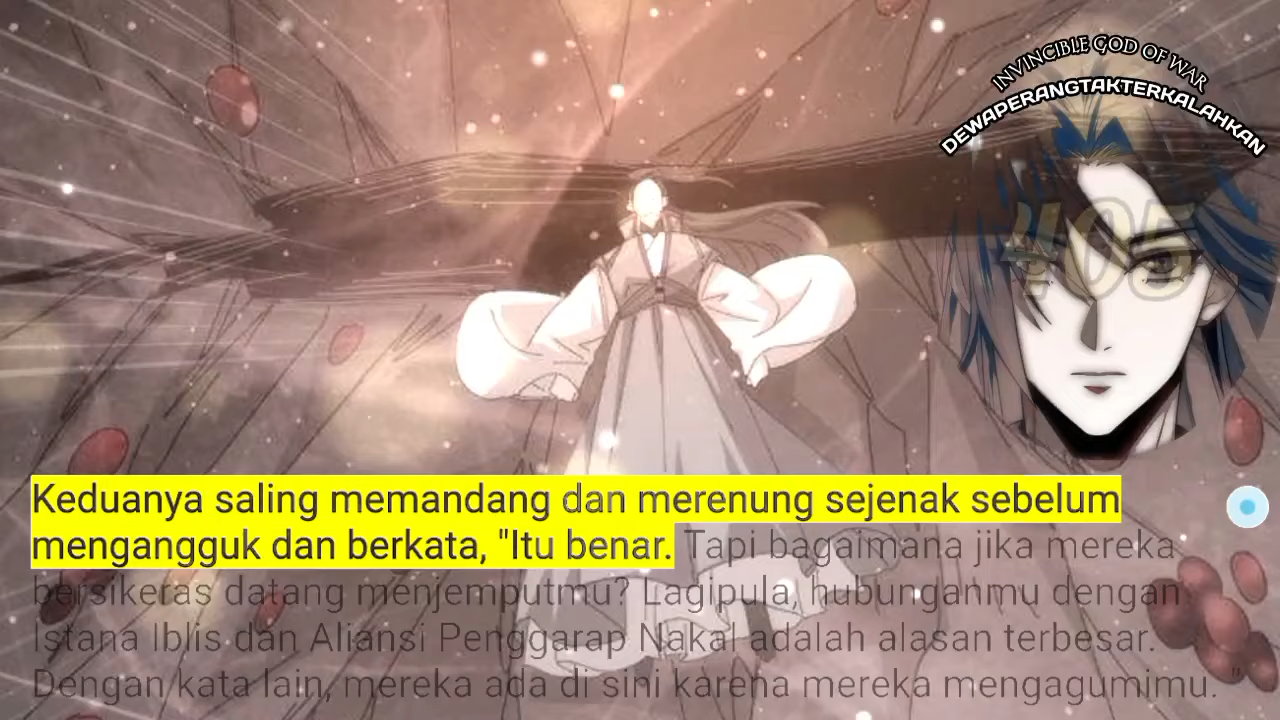 INVINCIBLE GOD OF WAR
DEWAPERANGTAKTERKALAHKAN
405
Keduanya saling memandang dan merenung sejenak sebelum
mengangguk dan berkata, "Itu benar. Tapi bagaimana jika mereka
bersikeras datang menjemputmu? Lagipula, hubunganmu dengan
Istana Iblis dan Aliansi Penggarap Nakal adalah alasan terbesar.
Dengan kata lain, mereka ada di sini karena mereka mengagumimu. "